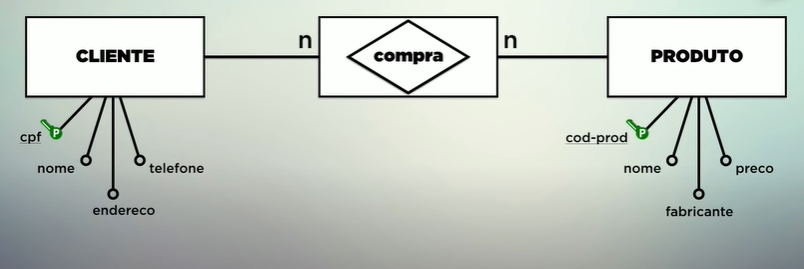 CLIENTE
n
compra
n
PRODUTO
cpf
P
nome
endereco
telefone
cod-prod
P
nome
fabricante
preco